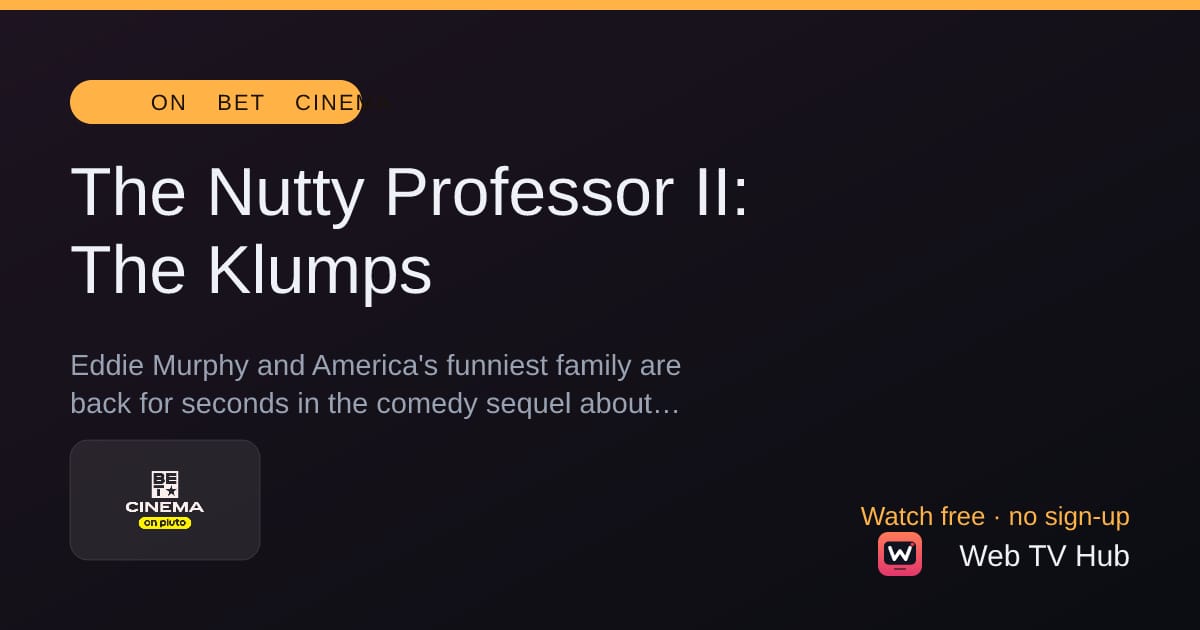 ON BET CINEMA
The Nutty Professor II:
The Klumps
Eddie Murphy and America's funniest family are
back for seconds in the comedy sequel about…
BET
CINEMA
on pluto
Watch free · no sign-up
W
Web TV Hub